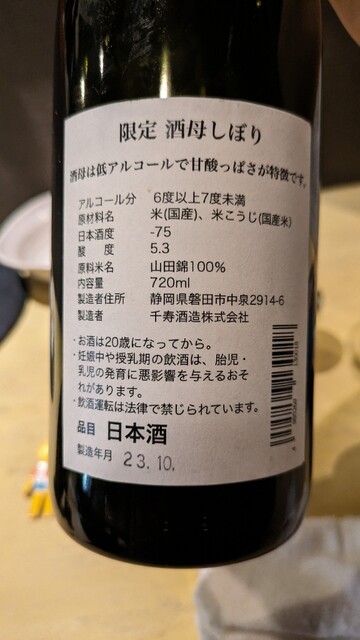 限定 酒母しぼり
酒母は低アルコールで甘酸っぱさが特徴です。
アルコール分 6度以上7度未満
原材料名 米(国産)、米こうじ(国産米)
日本酒度 -75
酸度 5.3
原料米名 山田錦100%
内容量 720ml
製造者住所 静岡県磐田市中泉2914-6
製造者 千寿酒造株式会社
・お酒は20歳になってから。
・妊娠中や授乳期の飲酒は、胎児・
乳児の発育に悪影響を与えるおそ
れがあります。
・飲酒運転は法律で禁じられています。
品目 日本酒
製造年月 23.10.